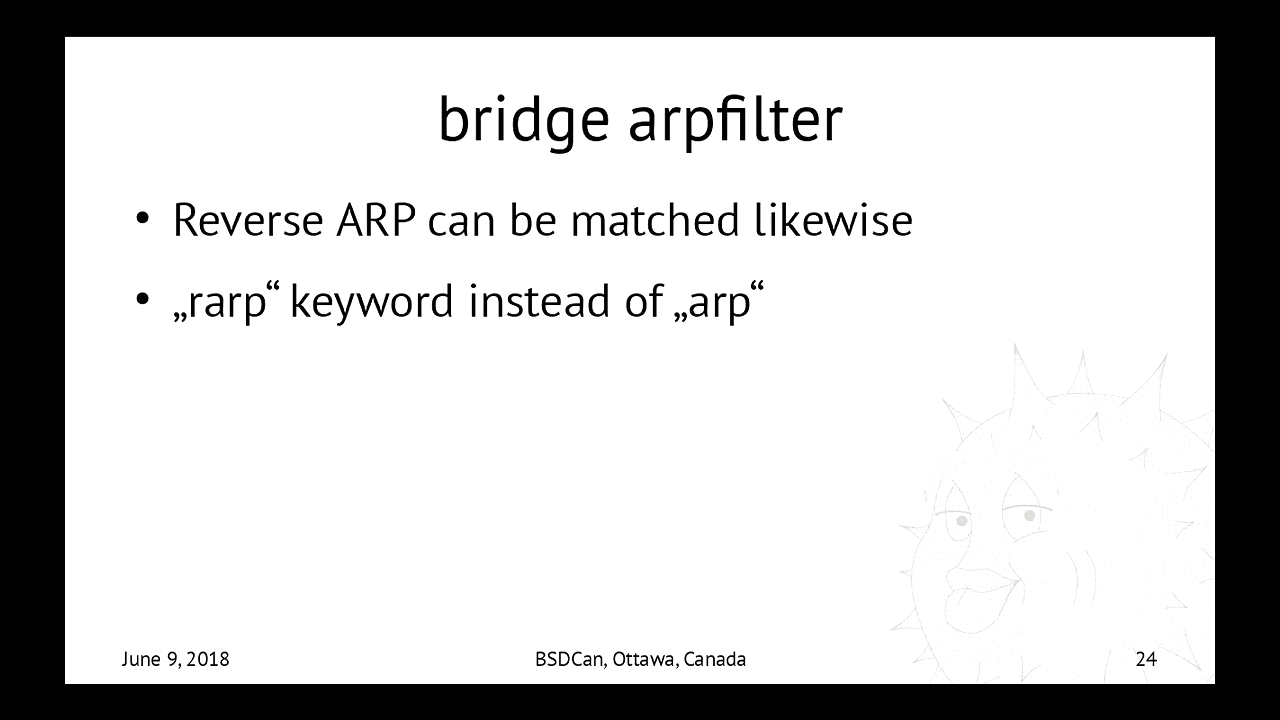 bridge arpfilter
• Reverse ARP can be matched likewise
• „rarp“ keyword instead of „arp“
June 9, 2018
BSDCan, Ottawa, Canada
24